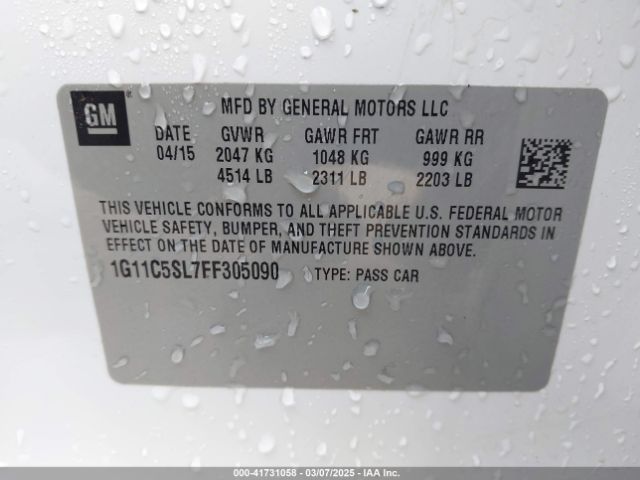 GM
MFD BY GENERAL MOTORS LLC
DATE GVWR GAWR FRT GAWR RR
04/15 2047 KG 1048 KG 999 KG
4514 LB 2311 LB 2203 LB
THIS VEHICLE CONFORMS TO ALL APPLICABLE U.S. FEDERAL MOTOR
VEHICLE SAFETY, BUMPER, AND THEFT PREVENTION STANDARDS IN
EFFECT ON THE DATE OF MANUFACTURE SHOWN ABOVE.
1G11C5SL7FF305090 TYPE: PASS CAR
000-41731058 - 03/07/2025 - IAA Inc.